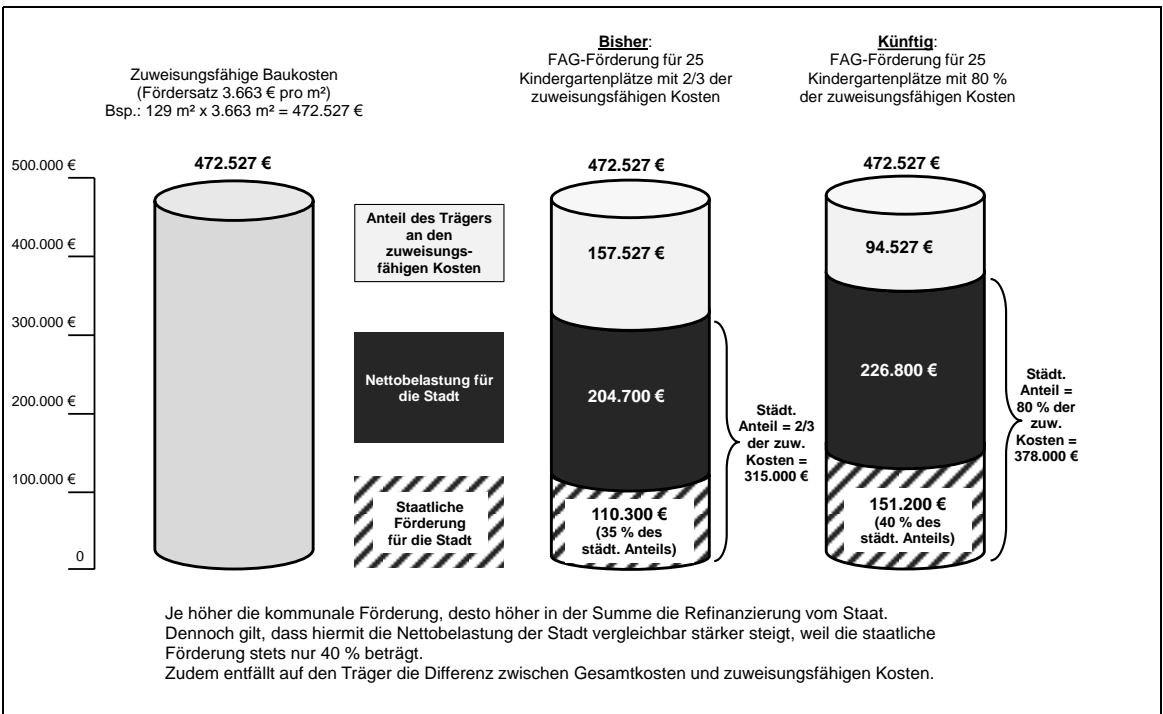 Zuweisungsfähige Baukosten
(Fördersatz 3.663 € pro m²)
Bsp.: 129 m² x 3.663 m² = 472.527 €
Bisher:
FAG-Förderung für 25
Kindergartenplätze mit 2/3 der
zuweisungsfähigen Kosten
Künftig:
FAG-Förderung für 25
Kindergartenplätze mit 80 %
der zuweisungsfähigen Kosten
500.000 €
400.000 €
300.000 €
200.000 €
100.000 €
0
472.527 €
Anteil des Trägers
an den
zuweisungs-
fähigen Kosten
Nettobelastung für
die Stadt
Staatliche
Förderung
für die Stadt
472.527 €
157.527 €
204.700 €
110.300 €
(35 % des
städt. Anteils)
Städt.
Anteil = 2/3
der zuw.
Kosten =
315.000 €
472.527 €
94.527 €
226.800 €
151.200 €
(40 % des
städt. Anteils)
Städt.
Anteil =
80 % der
zuw.
Kosten =
378.000 €
Je höher die kommunale Förderung, desto höher in der Summe die Refinanzierung vom Staat.
Dennoch gilt, dass hiermit die Nettobelastung der Stadt vergleichbar stärker steigt, weil die staatliche
Förderung stets nur 40 % beträgt.
Zudem entfällt auf den Träger die Differenz zwischen Gesamtkosten und zuweisungsfähigen Kosten.